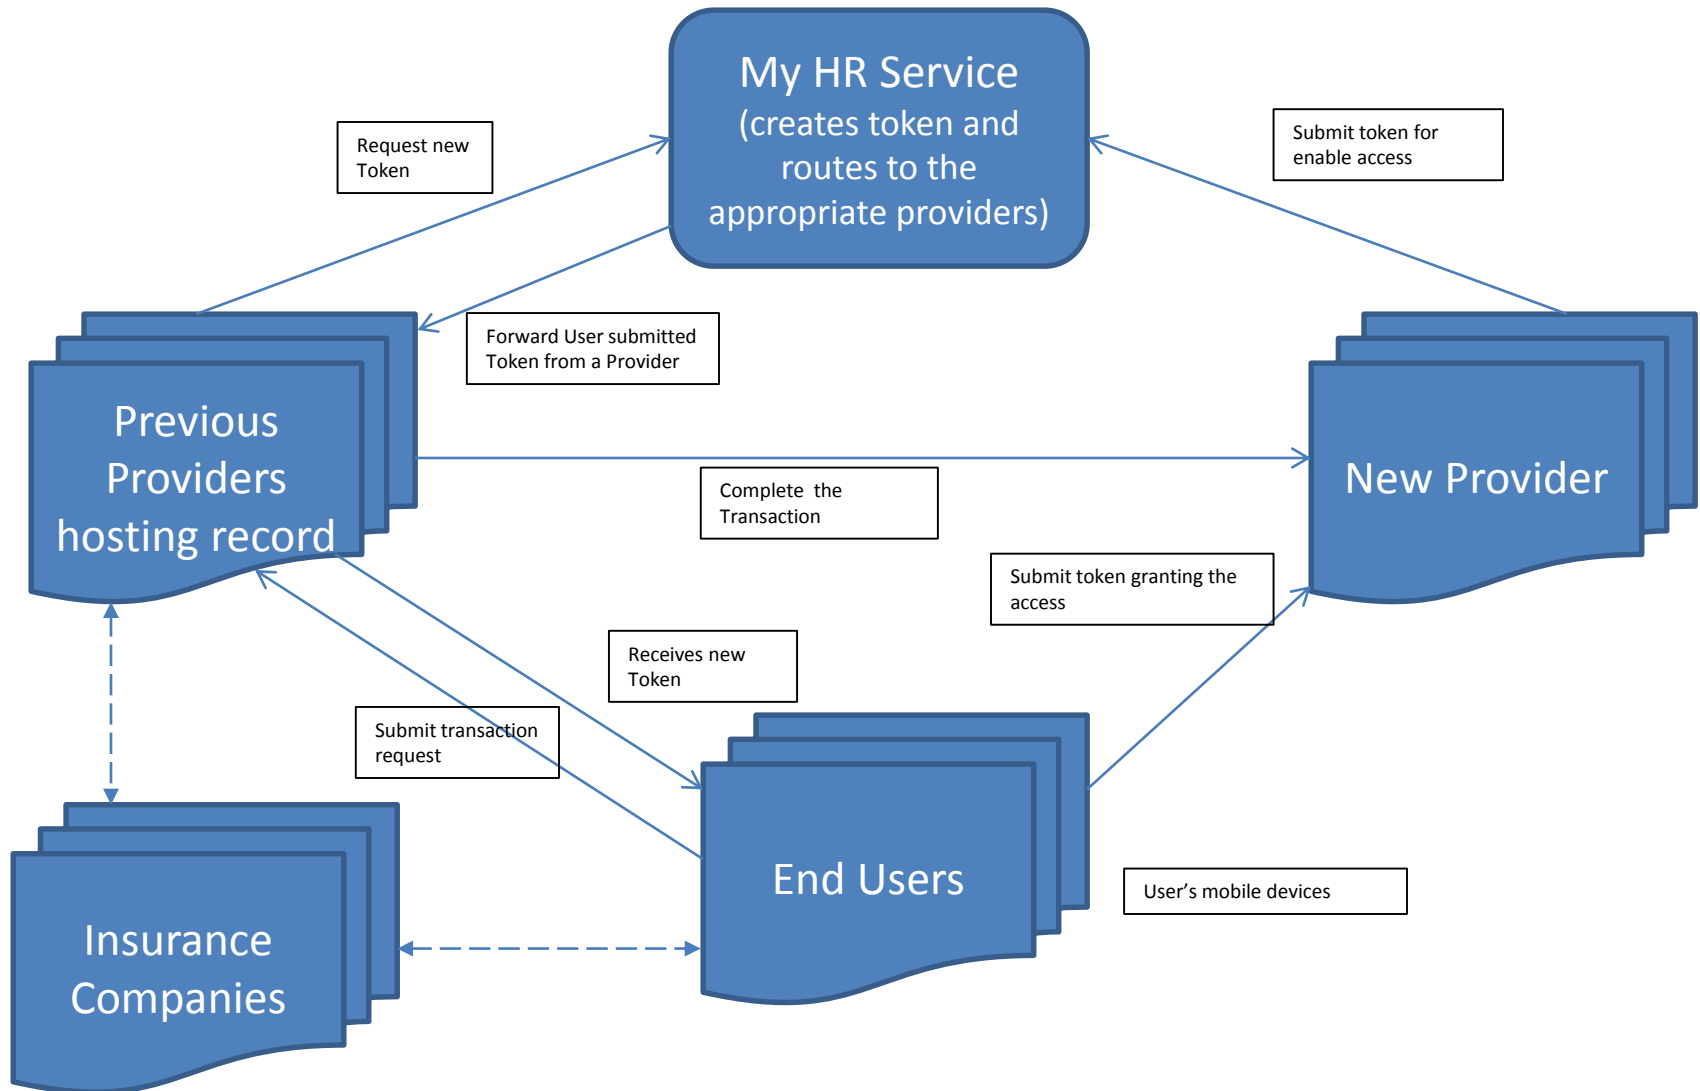 My HR Service
(creates token and
routes to the
appropriate providers)
Request new
Token
Submit token for
enable access
Forward User submitted
Token from a Provider
Previous
Providers
hosting record
New Provider
Complete the
Transaction
Submit token granting the
access
Receives new
Token
Submit transaction
request
End Users
User's mobile devices
Insurance
Companies